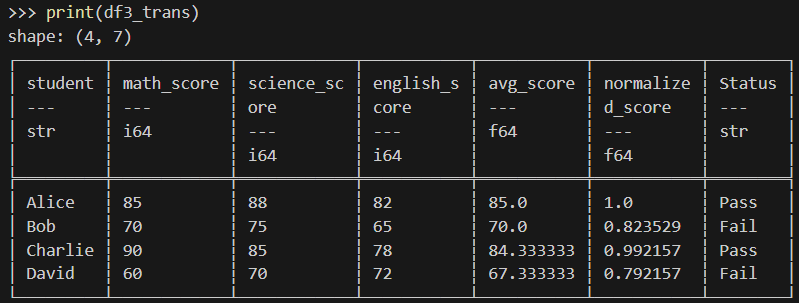 >>> print(df3_trans)
shape: (4, 7)
student math_score science_sc english_s avg_score normalize Status
--- --- ore core --- d_score ---
str i64 --- --- f64 --- str
i64 i64 f64
Alice 85 88 82 85.0 1.0 Pass
Bob 70 75 65 70.0 0.823529 Fail
Charlie 90 85 78 84.333333 0.992157 Pass
David 60 70 72 67.333333 0.792157 Fail